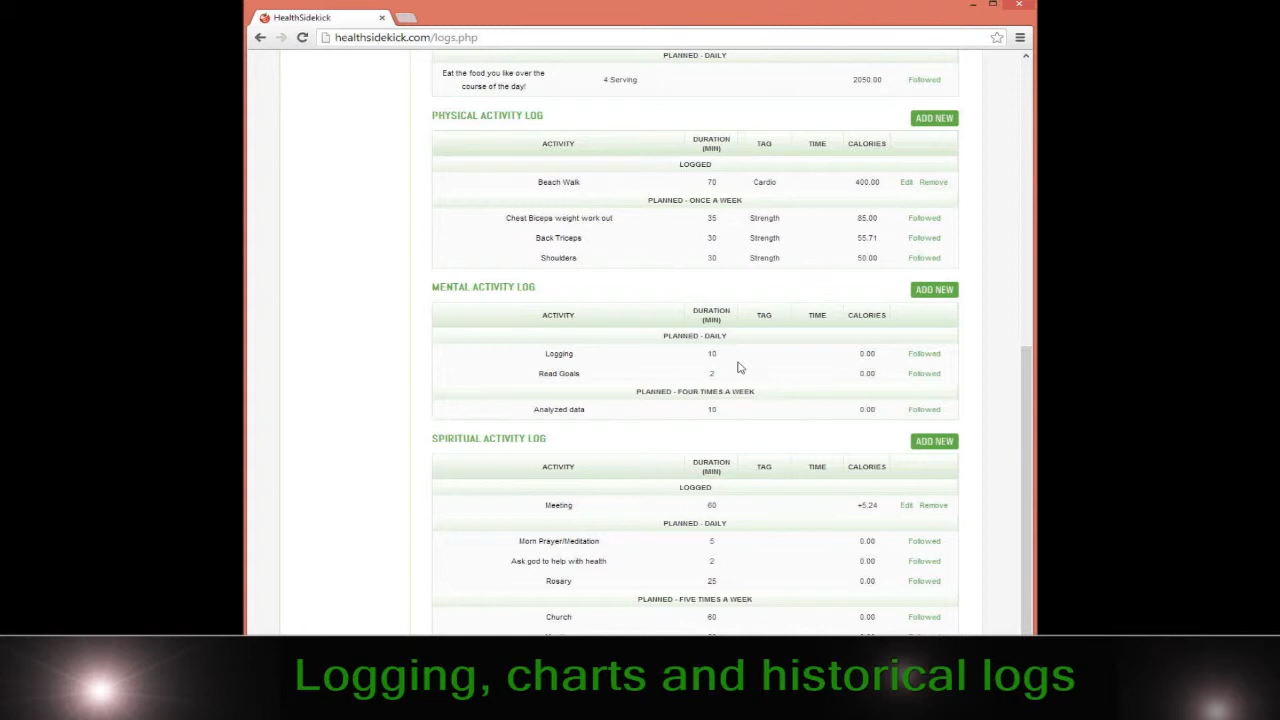 HealthSidekick
healthsidekick.com/logs.php
PLANNED - DAILY
Eat the food you like over the course of the day! 4 Serving 2050.00 Followed
PHYSICAL ACTIVITY LOG ADD NEW
ACTIVITY DURATION (MIN) TAG TIME CALORIES
LOGGED
Beach Walk 70 Cardio 400.00 Edit Remove
PLANNED - ONCE A WEEK
Chest Biceps weight work out 35 Strength 85.00 Followed
Back Triceps 30 Strength 55.71 Followed
Shoulders 30 Strength 50.00 Followed
MENTAL ACTIVITY LOG ADD NEW
ACTIVITY DURATION (MIN) TAG TIME CALORIES
PLANNED - DAILY
Logging 10 0.00 Followed
Read Goals 2 0.00 Followed
PLANNED - FOUR TIMES A WEEK
Analyzed data 10 0.00 Followed
SPIRITUAL ACTIVITY LOG ADD NEW
ACTIVITY DURATION (MIN) TAG TIME CALORIES
LOGGED
Meeting 60 +5.24 Edit Remove
PLANNED - DAILY
Morn Prayer/Meditation 5 0.00 Followed
Ask god to help with health 2 0.00 Followed
Rosary 25 0.00 Followed
PLANNED - FIVE TIMES A WEEK
Church 60 0.00 Followed
Logging, charts and historical logs